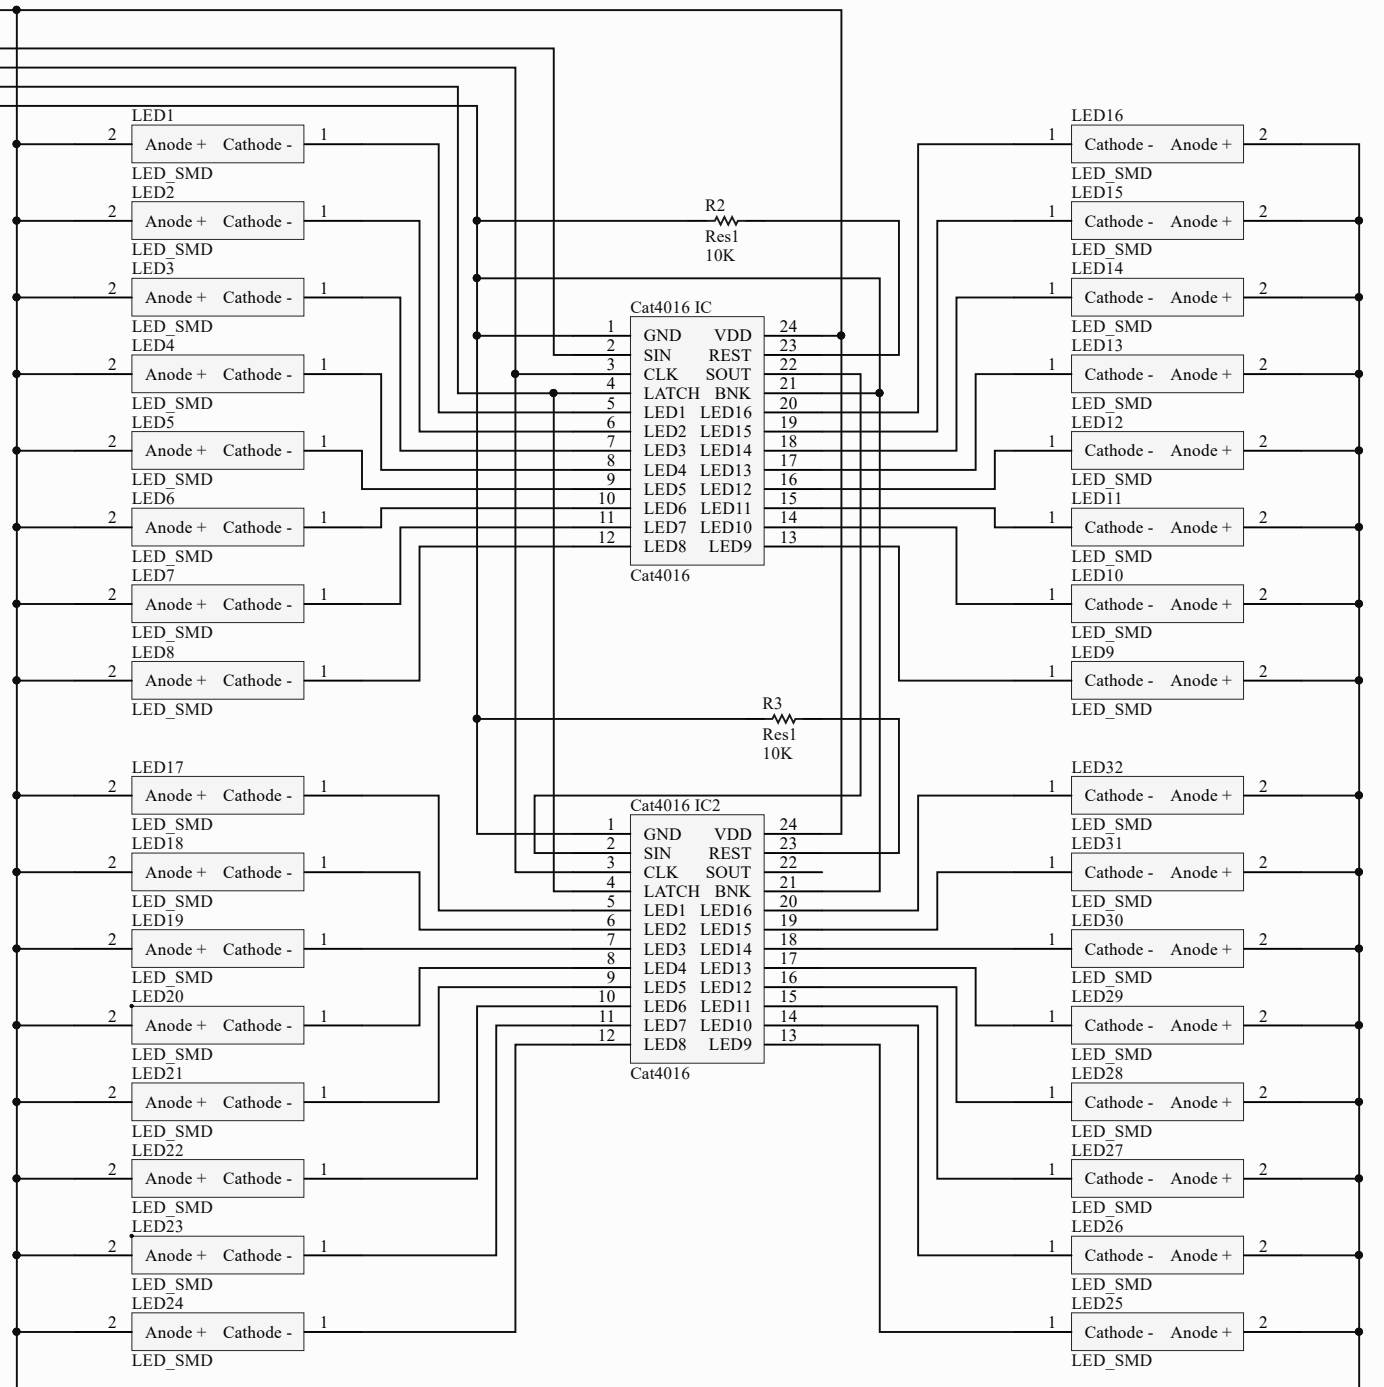 LED1
2 Anode + Cathode - 1
LED_SMD
LED2
2 Anode + Cathode - 1
LED_SMD
LED3
2 Anode + Cathode - 1
LED_SMD
LED4
2 Anode + Cathode - 1
LED_SMD
LED5
2 Anode + Cathode - 1
LED_SMD
LED6
2 Anode + Cathode - 1
LED_SMD
LED7
2 Anode + Cathode - 1
LED_SMD
LED8
2 Anode + Cathode - 1
LED_SMD
R2
Res1
10K
Cat4016 IC
1 GND VDD 24
2 SIN REST 23
3 CLK SOUT 22
4 LATCH BNK 21
5 LED1 LED16 20
6 LED2 LED15 19
7 LED3 LED14 18
8 LED4 LED13 17
9 LED5 LED12 16
10 LED6 LED11 15
11 LED7 LED10 14
12 LED8 LED9 13
Cat4016
LED16
1 Cathode - Anode + 2
LED_SMD
LED15
1 Cathode - Anode + 2
LED_SMD
LED14
1 Cathode - Anode + 2
LED_SMD
LED13
1 Cathode - Anode + 2
LED_SMD
LED12
1 Cathode - Anode + 2
LED_SMD
LED11
1 Cathode - Anode + 2
LED_SMD
LED10
1 Cathode - Anode + 2
LED_SMD
LED9
1 Cathode - Anode + 2
LED_SMD
LED17
2 Anode + Cathode - 1
LED_SMD
LED18
2 Anode + Cathode - 1
LED_SMD
LED19
2 Anode + Cathode - 1
LED_SMD
LED20
2 Anode + Cathode - 1
LED_SMD
LED21
2 Anode + Cathode - 1
LED_SMD
LED22
2 Anode + Cathode - 1
LED_SMD
LED23
2 Anode + Cathode - 1
LED_SMD
LED24
2 Anode + Cathode - 1
LED_SMD
R3
Res1
10K
Cat4016 IC2
1 GND VDD 24
2 SIN REST 23
3 CLK SOUT 22
4 LATCH BNK 21
5 LED1 LED16 20
6 LED2 LED15 19
7 LED3 LED14 18
8 LED4 LED13 17
9 LED5 LED12 16
10 LED6 LED11 15
11 LED7 LED10 14
12 LED8 LED9 13
Cat4016
LED32
1 Cathode - Anode + 2
LED_SMD
LED31
1 Cathode - Anode + 2
LED_SMD
LED30
1 Cathode - Anode + 2
LED_SMD
LED29
1 Cathode - Anode + 2
LED_SMD
LED28
1 Cathode - Anode + 2
LED_SMD
LED27
1 Cathode - Anode + 2
LED_SMD
LED26
1 Cathode - Anode + 2
LED_SMD
LED25
1 Cathode - Anode + 2
LED_SMD